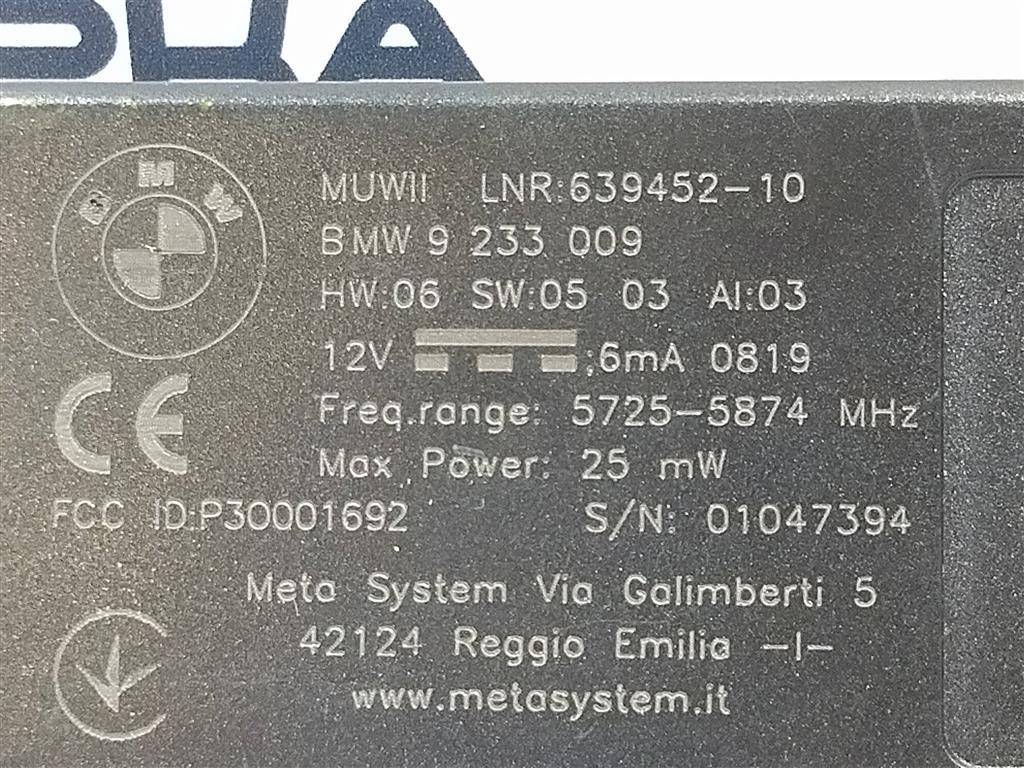 BMW
MUWII LNR:639452-10
BMW 9 233 009
HW:06 SW:05 03 AI:03
12V ;6mA 0819
CE
Freq.range: 5725-5874 MHz
Max Power: 25 mW
FCC ID:P30001692
S/N: 01047394
Meta System Via Galimberti 5
42124 Reggio Emilia -I-
www.metasystem.it